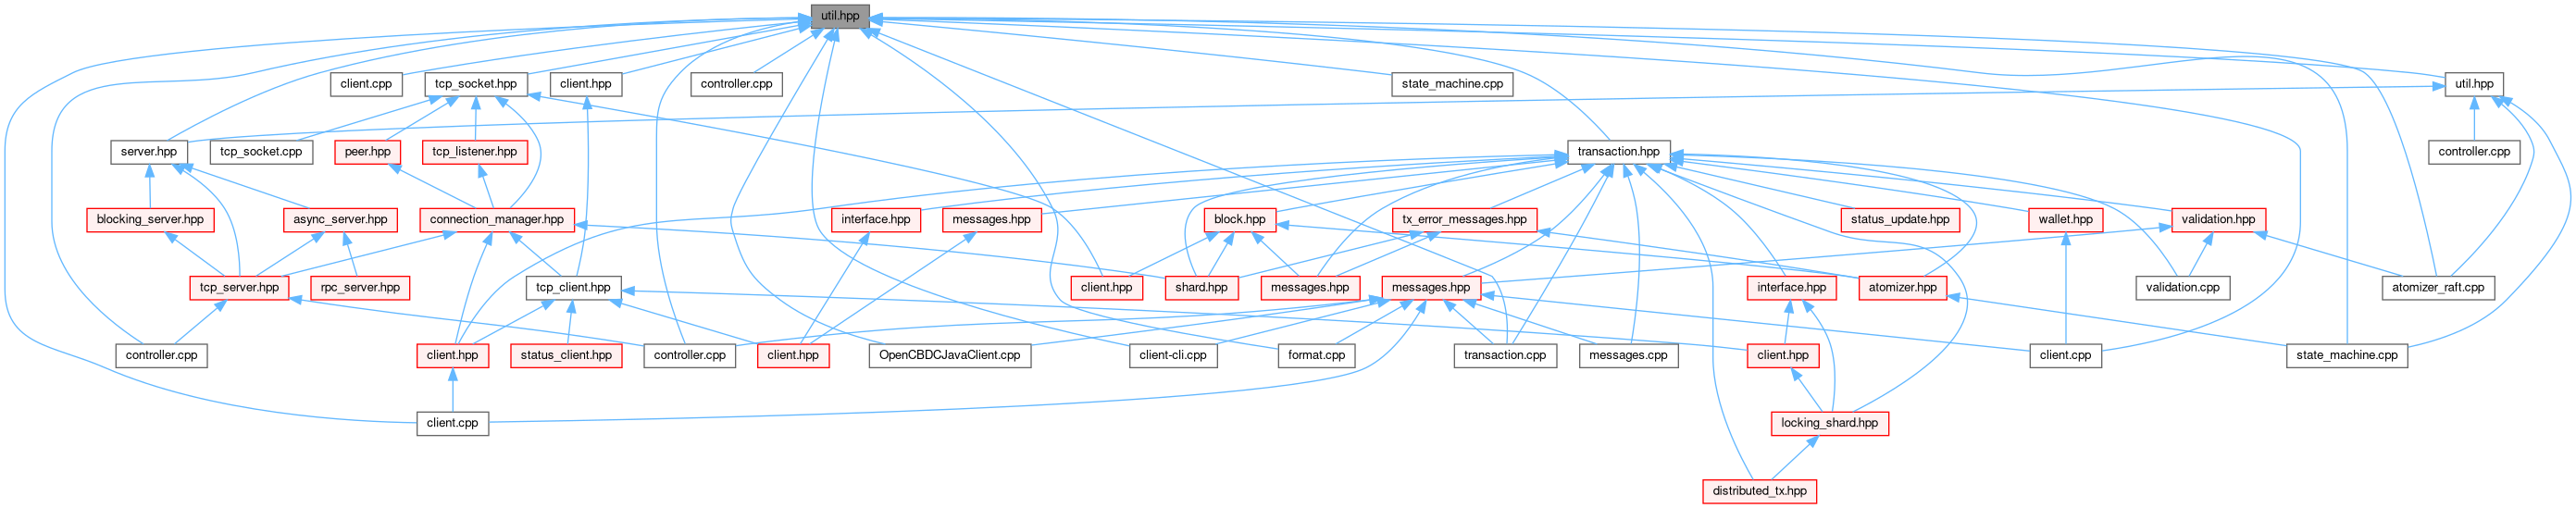 util.hpp
client.cpp
tcp_socket.hpp
client.hpp
controller.cpp
state_machine.cpp
util.hpp
server.hpp
tcp_socket.cpp
peer.hpp
tcp_listener.hpp
transaction.hpp
controller.cpp
blocking_server.hpp
async_server.hpp
connection_manager.hpp
interface.hpp
messages.hpp
block.hpp
tx_error_messages.hpp
status_update.hpp
wallet.hpp
validation.hpp
tcp_server.hpp
rpc_server.hpp
tcp_client.hpp
client.hpp
shard.hpp
messages.hpp
messages.hpp
interface.hpp
atomizer.hpp
validation.cpp
atomizer_raft.cpp
controller.cpp
client.hpp
status_client.hpp
controller.cpp
client.hpp
OpenCBDCJavaClient.cpp
client-cli.cpp
format.cpp
transaction.cpp
messages.cpp
client.hpp
client.cpp
state_machine.cpp
client.cpp
locking_shard.hpp
distributed_tx.hpp